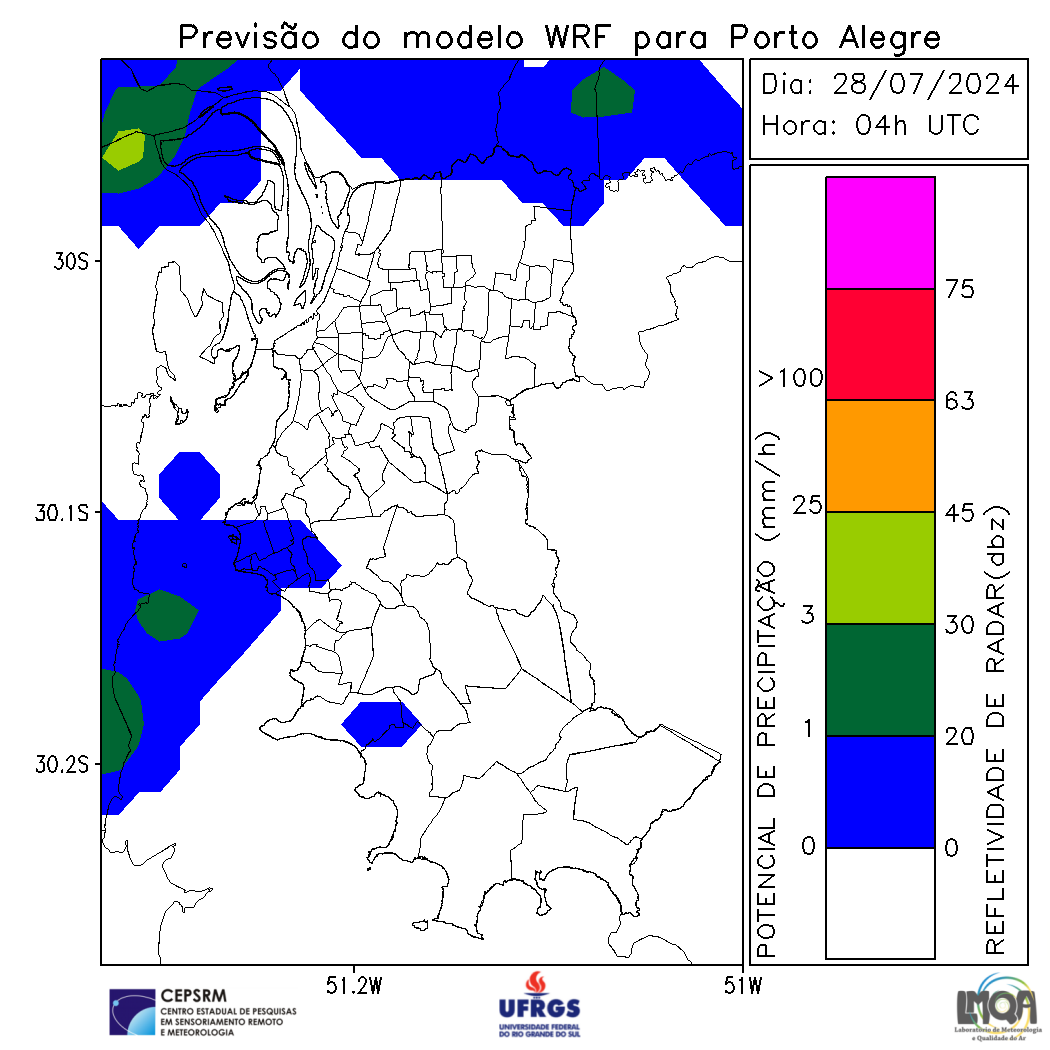 Previsão do modelo WRF para Porto Alegre
Dia: 28/07/2024
Hora: 04h UTC
30S
30.1S
30.2S
51.2W
51W
POTENCIAL DE PRECIPITAÇÃO (mm/h)
>100
25
3
1
0
75
63
45
30
20
0
REFLETIVIDADE DE RADAR(dbz)
CEPSRM
CENTRO ESTADUAL DE PESQUISAS
EM SENSORIAMENTO REMOTO
E METEOROLOGIA
UFRGS
UNIVERSIDADE FEDERAL
DO RIO GRANDE DO SUL
LMQA
Laboratório de Meteorologia
e Qualidade do Ar